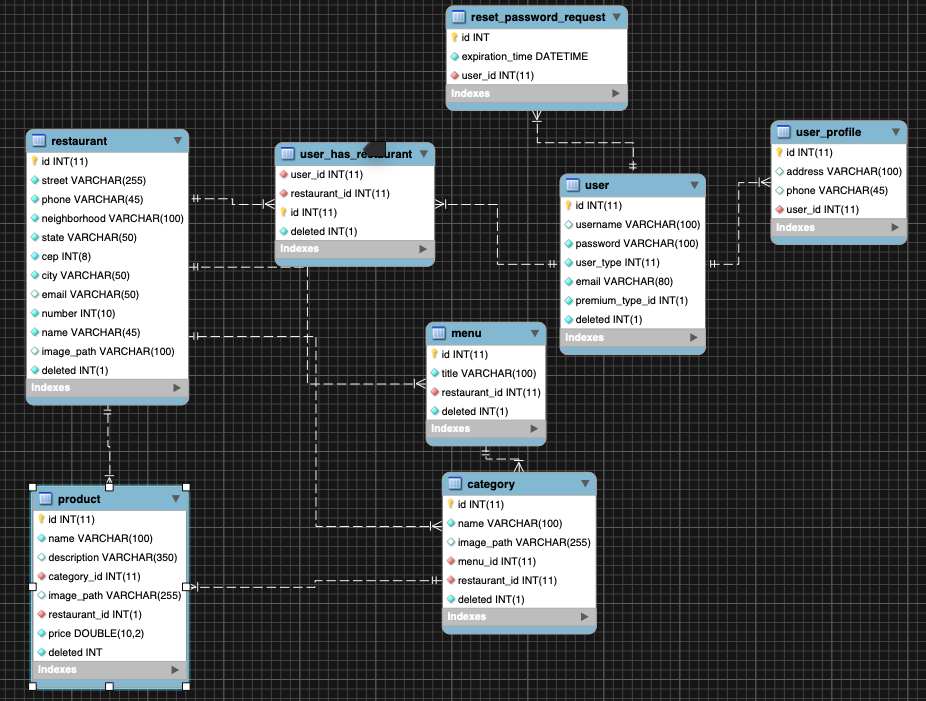 reset_password_request
id INT
expiration_time DATETIME
user_id INT(11)
Indexes
restaurant
id INT(11)
street VARCHAR(255)
phone VARCHAR(45)
neighborhood VARCHAR(100)
state VARCHAR(50)
cep INT(8)
city VARCHAR(50)
email VARCHAR(50)
number INT(10)
name VARCHAR(45)
image_path VARCHAR(100)
deleted INT(1)
Indexes
user_has_restaurant
user_id INT(11)
restaurant_id INT(11)
id INT(11)
deleted INT(1)
Indexes
user
id INT(11)
username VARCHAR(100)
password VARCHAR(100)
user_type INT(11)
email VARCHAR(80)
premium_type_id INT(1)
deleted INT(1)
Indexes
user_profile
id INT(11)
address VARCHAR(100)
phone VARCHAR(45)
user_id INT(11)
Indexes
menu
id INT(11)
title VARCHAR(100)
restaurant_id INT(11)
deleted INT(1)
Indexes
product
id INT(11)
name VARCHAR(100)
description VARCHAR(350)
category_id INT(11)
image_path VARCHAR(255)
restaurant_id INT(1)
price DOUBLE(10,2)
deleted INT
Indexes
category
id INT(11)
name VARCHAR(100)
image_path VARCHAR(255)
menu_id INT(11)
restaurant_id INT(11)
deleted INT(1)
Indexes